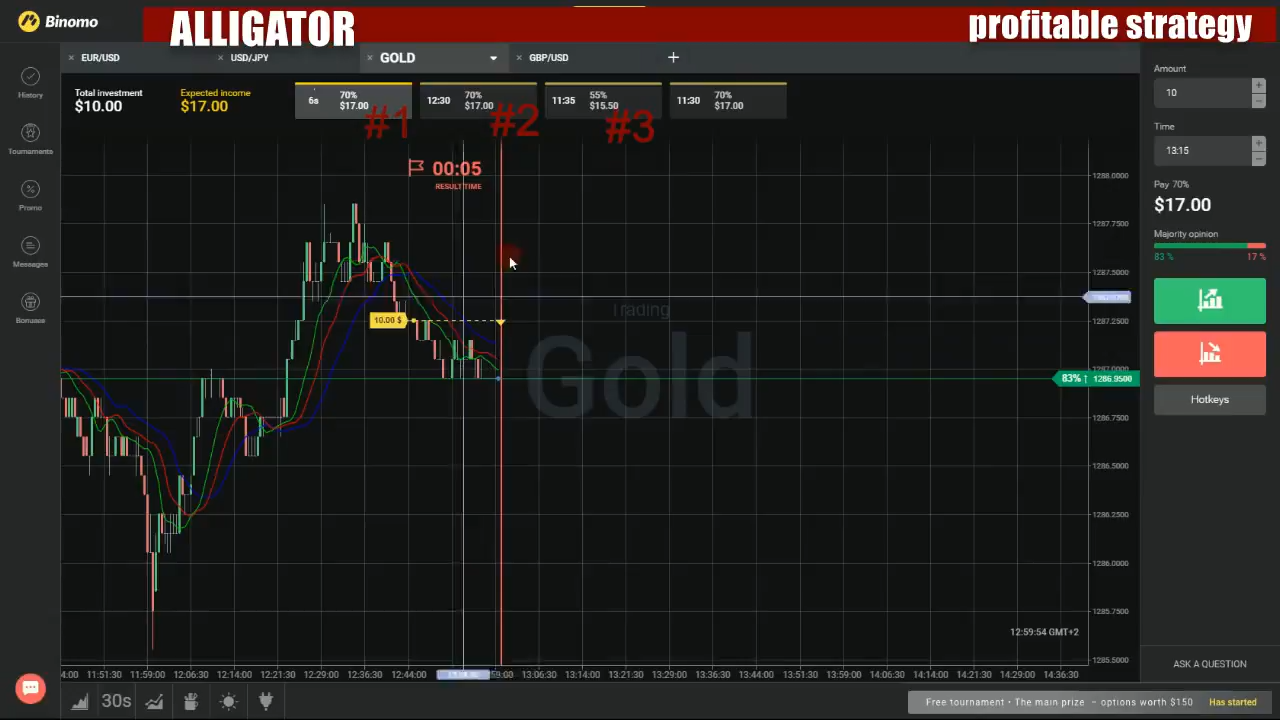 ALLIGATOR
profitable strategy
Binomo
EUR/USD
USD/JPY
GOLD
GBP/USD
Total investment
$10.00
Expected income
$17.00
6s
70%
$17.00
12:30
70%
$17.00
11:35
55%
$15.50
11:30
70%
$17.00
#1
#2
#3
History
Tournaments
Promo
Messages
Bonuses
00:05
RESULT TIME
10.00 $
Trading
Gold
1288.0000
1287.7500
1287.5000
1287.2500
1287.0000
83% ↑ 1286.9500
1286.7500
1286.5000
1286.2500
1286.0000
1285.7500
1285.5000
12:59:54 GMT+2
4:00
11:51:30
11:59:00
12:06:30
12:14:00
12:21:30
12:29:00
12:36:30
12:44:00
59:00
13:06:30
13:14:00
13:21:30
13:29:00
13:36:30
13:44:00
13:51:30
13:59:00
14:06:30
14:14:00
14:21:30
14:29:00
14:36:30
30s
Amount
10
Time
13:15
Pay 70%
$17.00
Majority opinion
83 %
17 %
Hotkeys
ASK A QUESTION
Free tournament • The main prize – options worth $150 Has started